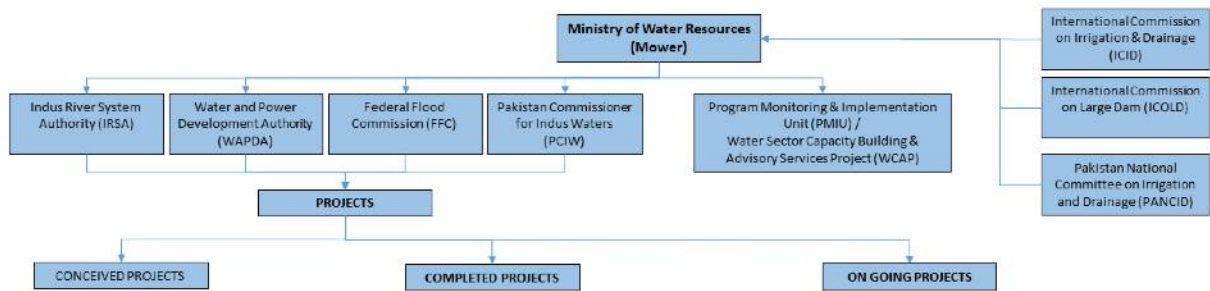 Ministry of Water Resources
(Mower)
International Commission
on Irrigation & Drainage
(ICID)
International Commission
on Large Dam (ICOLD)
Pakistan National
Committee on Irrigation
and Drainage (PANCID)
Indus River System
Authority (IRSA)
Water and Power
Development Authority
(WAPDA)
Federal Flood
Commission (FFC)
Pakistan Commissioner
for Indus Waters
(PCIW)
Program Monitoring & Implementation
Unit (PMIU) /
Water Sector Capacity Building &
Advisory Services Project (WCAP)
PROJECTS
CONCEIVED PROJECTS
COMPLETED PROJECTS
ON GOING PROJECTS